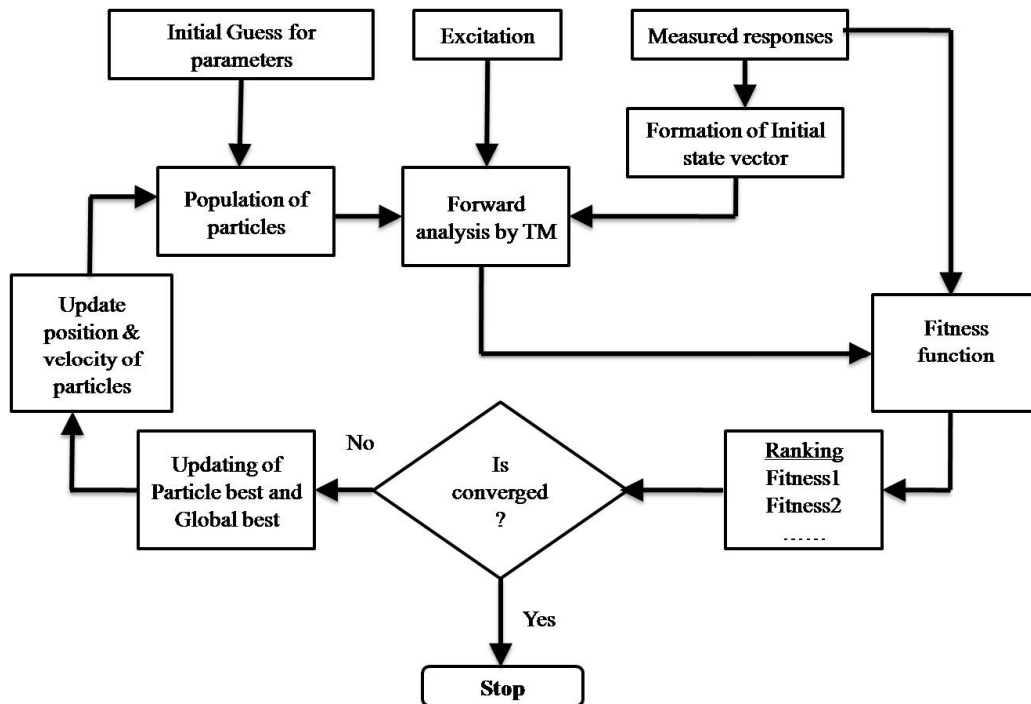 Initial Guess for
parameters
Excitation
Measured responses
Formation of Initial
state vector
Population of
particles
Forward
analysis by TM
Update
position &
velocity of
particles
Fitness
function
No
Updating of
Particle best and
Global best
Is
converged
?
Ranking
Fitness1
Fitness2
......
Yes
Stop